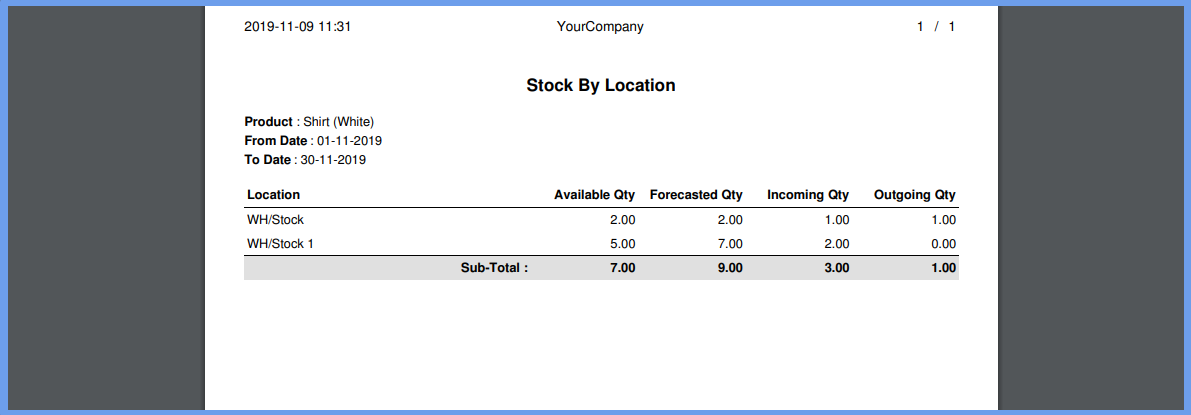 2019-11-09 11:31 YourCompany 1 / 1
Stock By Location
Product : Shirt (White)
From Date : 01-11-2019
To Date : 30-11-2019
Location Available Qty Forecasted Qty Incoming Qty Outgoing Qty
WH/Stock 2.00 2.00 1.00 1.00
WH/Stock 1 5.00 7.00 2.00 0.00
Sub-Total : 7.00 9.00 3.00 1.00